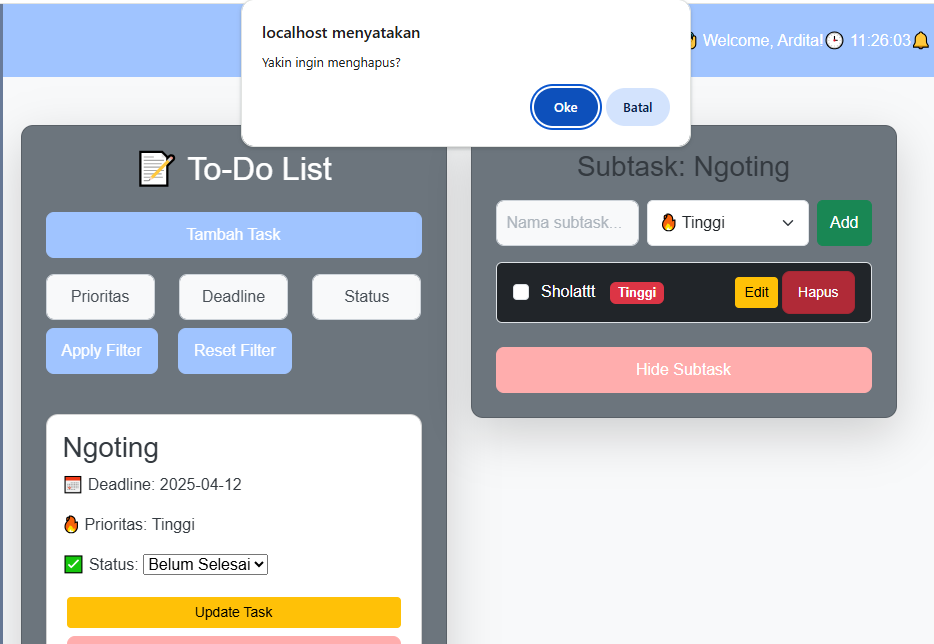 localhost menyatakan
Yakin ingin menghapus?
Oke
Batal
Welcome, Ardita!
11:26:03
To-Do List
Tambah Task
Prioritas
Deadline
Status
Apply Filter
Reset Filter
Ngoting
Deadline: 2025-04-12
Prioritas: Tinggi
Status: Belum Selesai
Update Task
Subtask: Ngoting
Nama subtask...
Tinggi
Add
Sholattt
Tinggi
Edit
Hapus
Hide Subtask